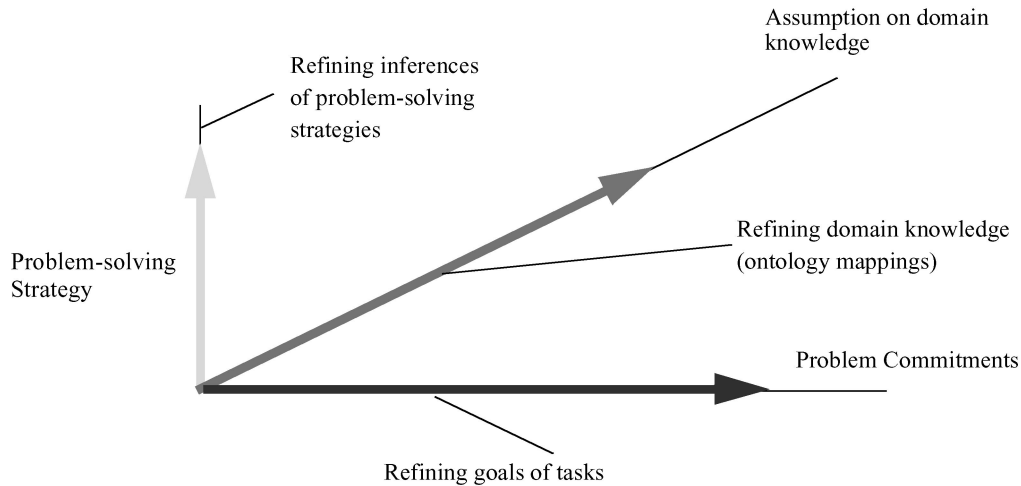 Assumption on domain
knowledge
Refining inferences
of problem-solving
strategies
Refining domain knowledge
(ontology mappings)
Problem-solving
Strategy
Problem Commitments
Refining goals of tasks